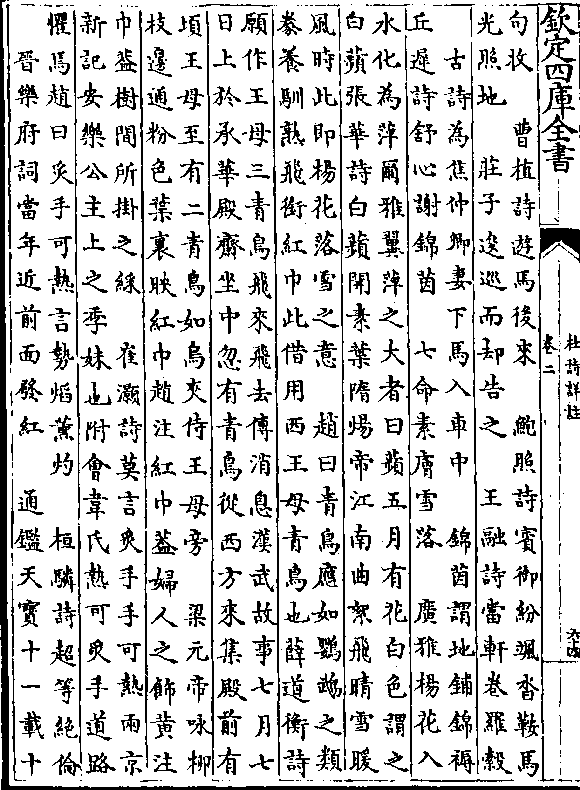 欽定四庫全書
杜詩詳註
卷二
六十四
句收　曹植詩遊馬後來　鮑照詩賓御紛颯沓鞍馬
光照地　莊子逡巡而却告之　王融詩當軒卷羅縠
古詩為焦仲卿妻下馬入車中　錦茵謂地鋪錦褥
丘遲詩舒心謝錦茵　七命素膚雪落　廣雅楊花入
水化為萍爾雅翼萍之大者曰蘋五月有花白色謂之
白蘋張華詩白蘋開素葉隋煬帝江南曲絮飛晴雪暖
風時此即楊花落雪之意　趙曰青鳥應如鸚鵡之類
豢養馴熟飛銜紅巾此借用西王母青鳥也薛道衡詩
願作王母三青鳥飛來飛去傳消息漢武故事七月七
日上於承華殿齋坐中忽有青鳥從西方來集殿前有
頃王母至有二青鳥如烏夾侍王母旁　梁元帝咏柳
枝邊通粉色葉裏映紅巾趙注紅巾蓋婦人之飾黄注
巾蓋樹間所掛之綵　崔灝詩莫言炙手手可熱兩京
新記安樂公主上之季妹也附會韋氏熱可炙手道路
懼焉趙曰炙手可熱言勢焰薰灼　桓驎詩超等絶倫
晉樂府詞當年近前面發紅　通鑑天寶十一載十